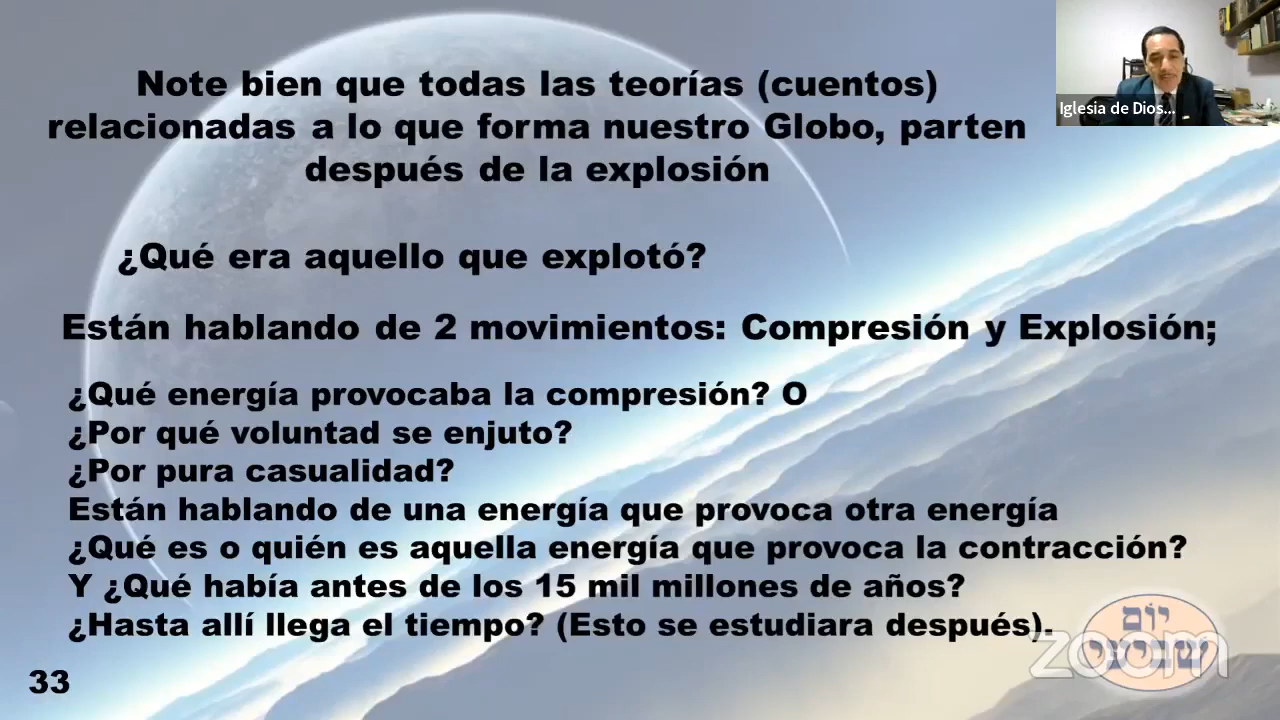 Note bien que todas las teorías (cuentos)
relacionadas a lo que forma nuestro Globo, parten
después de la explosión
Iglesia de Dios...
¿Qué era aquello que explotó?
Están hablando de 2 movimientos: Compresión y Explosión;
¿Qué energía provocaba la compresión? O
¿Por qué voluntad se enjuto?
¿Por pura casualidad?
Están hablando de una energía que provoca otra energía
¿Qué es o quién es aquella energía que provoca la contracción?
Y ¿Qué había antes de los 15 mil millones de años?
¿Hasta allí llega el tiempo? (Esto se estudiara después).
יום
שביעי
zoom
33